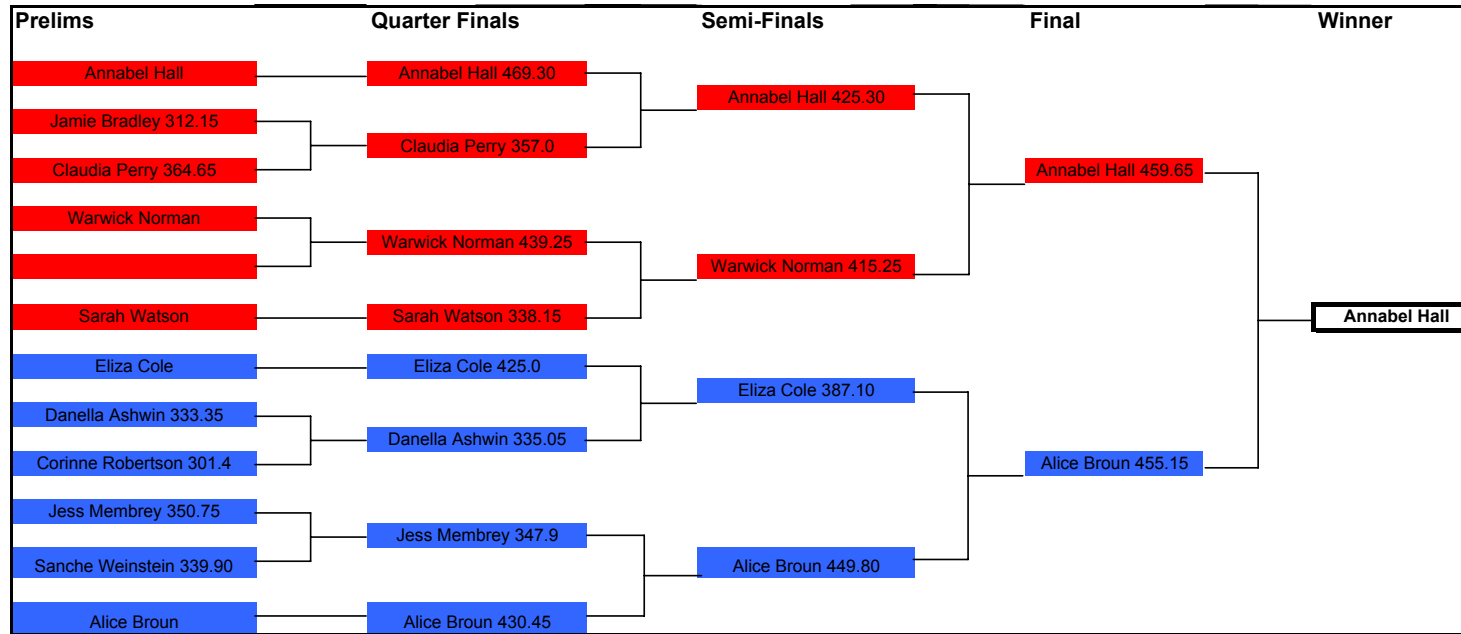 Prelims
Quarter Finals
Semi-Finals
Final
Winner
Annabel Hall
Jamie Bradley 312.15
Claudia Perry 364.65
Warwick Norman
Sarah Watson
Eliza Cole
Danella Ashwin 333.35
Corinne Robertson 301.4
Jess Membrey 350.75
Sanche Weinstein 339.90
Alice Broun
Annabel Hall 469.30
Claudia Perry 357.0
Warwick Norman 439.25
Sarah Watson 338.15
Eliza Cole 425.0
Danella Ashwin 335.05
Jess Membrey 347.9
Alice Broun 430.45
Annabel Hall 425.30
Warwick Norman 415.25
Eliza Cole 387.10
Alice Broun 449.80
Annabel Hall 459.65
Alice Broun 455.15
Annabel Hall